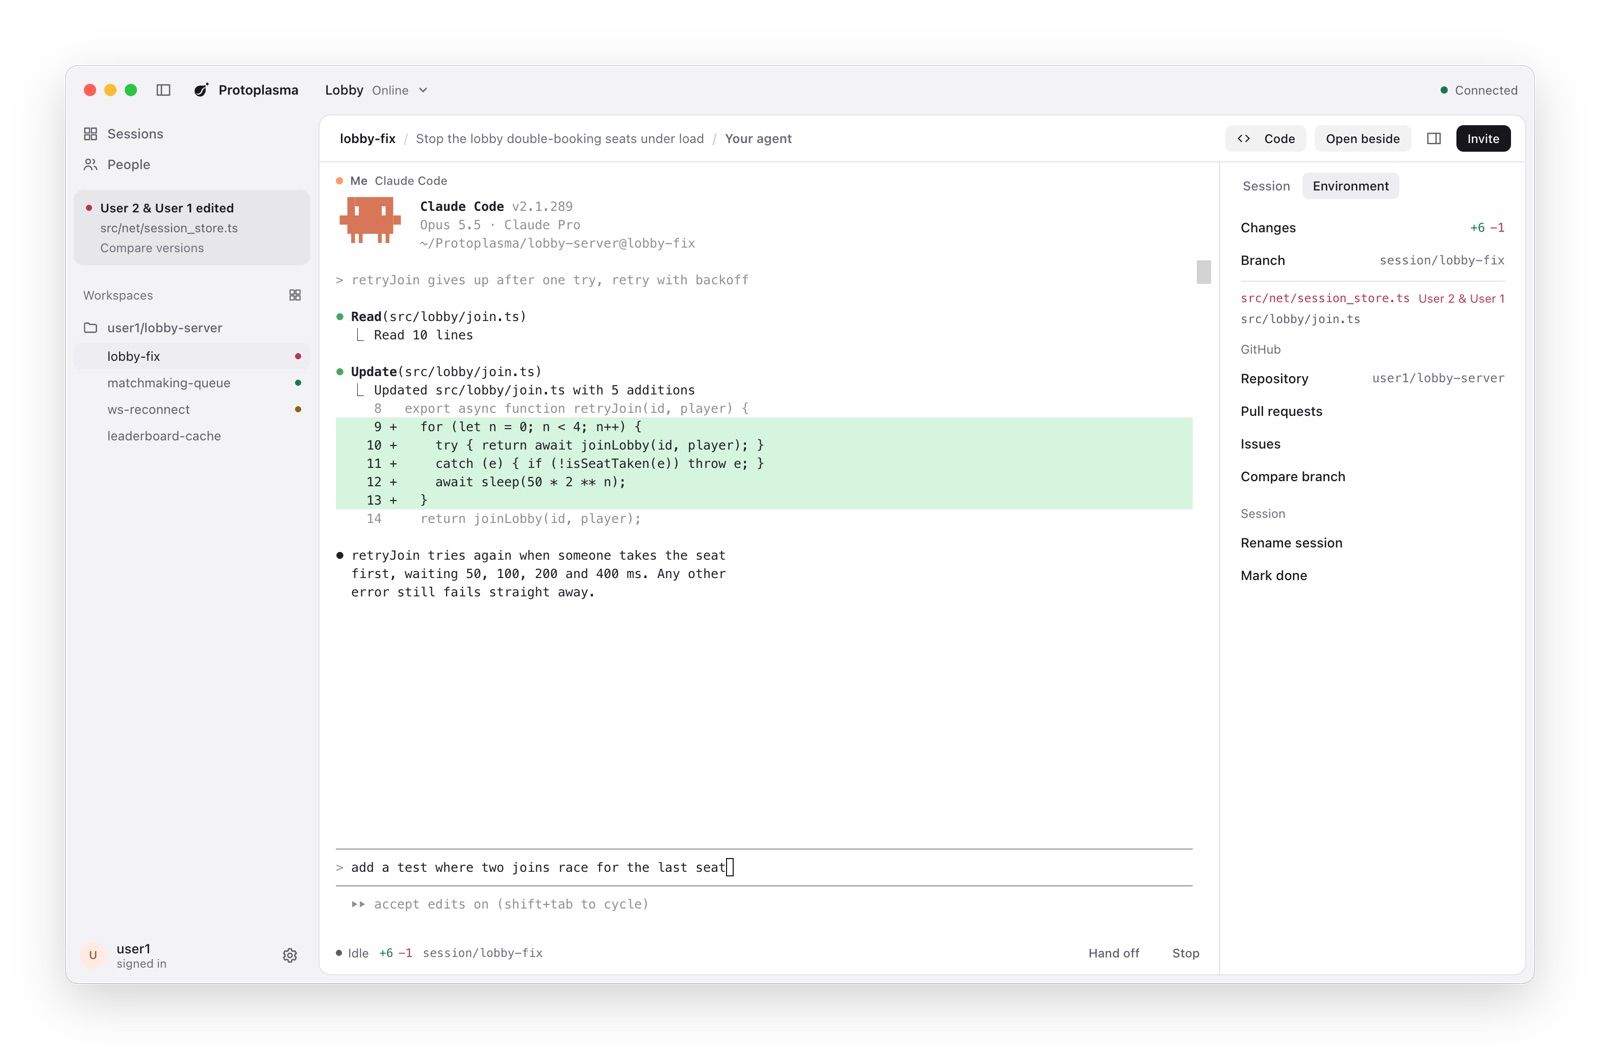 Protoplasma
Lobby Online
Connected
Sessions
People
User 2 & User 1 edited
src/net/session_store.ts
Compare versions
Workspaces
user1/lobby-server
lobby-fix
matchmaking-queue
ws-reconnect
leaderboard-cache
U
user1
signed in
lobby-fix / Stop the lobby double-booking seats under load / Your agent
Code
Open beside
Invite
Me Claude Code
Claude Code v2.1.289
Opus 5.5 · Claude Pro
~/Protoplasma/lobby-server@lobby-fix
> retryJoin gives up after one try, retry with backoff
Read(src/lobby/join.ts)
Read 10 lines
Update(src/lobby/join.ts)
Updated src/lobby/join.ts with 5 additions
8 export async function retryJoin(id, player) {
9 + for (let n = 0; n < 4; n++) {
10 + try { return await joinLobby(id, player); }
11 + catch (e) { if (!isSeatTaken(e)) throw e; }
12 + await sleep(50 * 2 ** n);
13 + }
14 return joinLobby(id, player);
● retryJoin tries again when someone takes the seat
first, waiting 50, 100, 200 and 400 ms. Any other
error still fails straight away.
> add a test where two joins race for the last seat
accept edits on (shift+tab to cycle)
Idle +6 −1 session/lobby-fix
Hand off
Stop
Session
Environment
Changes +6 −1
Branch session/lobby-fix
src/net/session_store.ts User 2 & User 1
src/lobby/join.ts
GitHub
Repository user1/lobby-server
Pull requests
Issues
Compare branch
Session
Rename session
Mark done